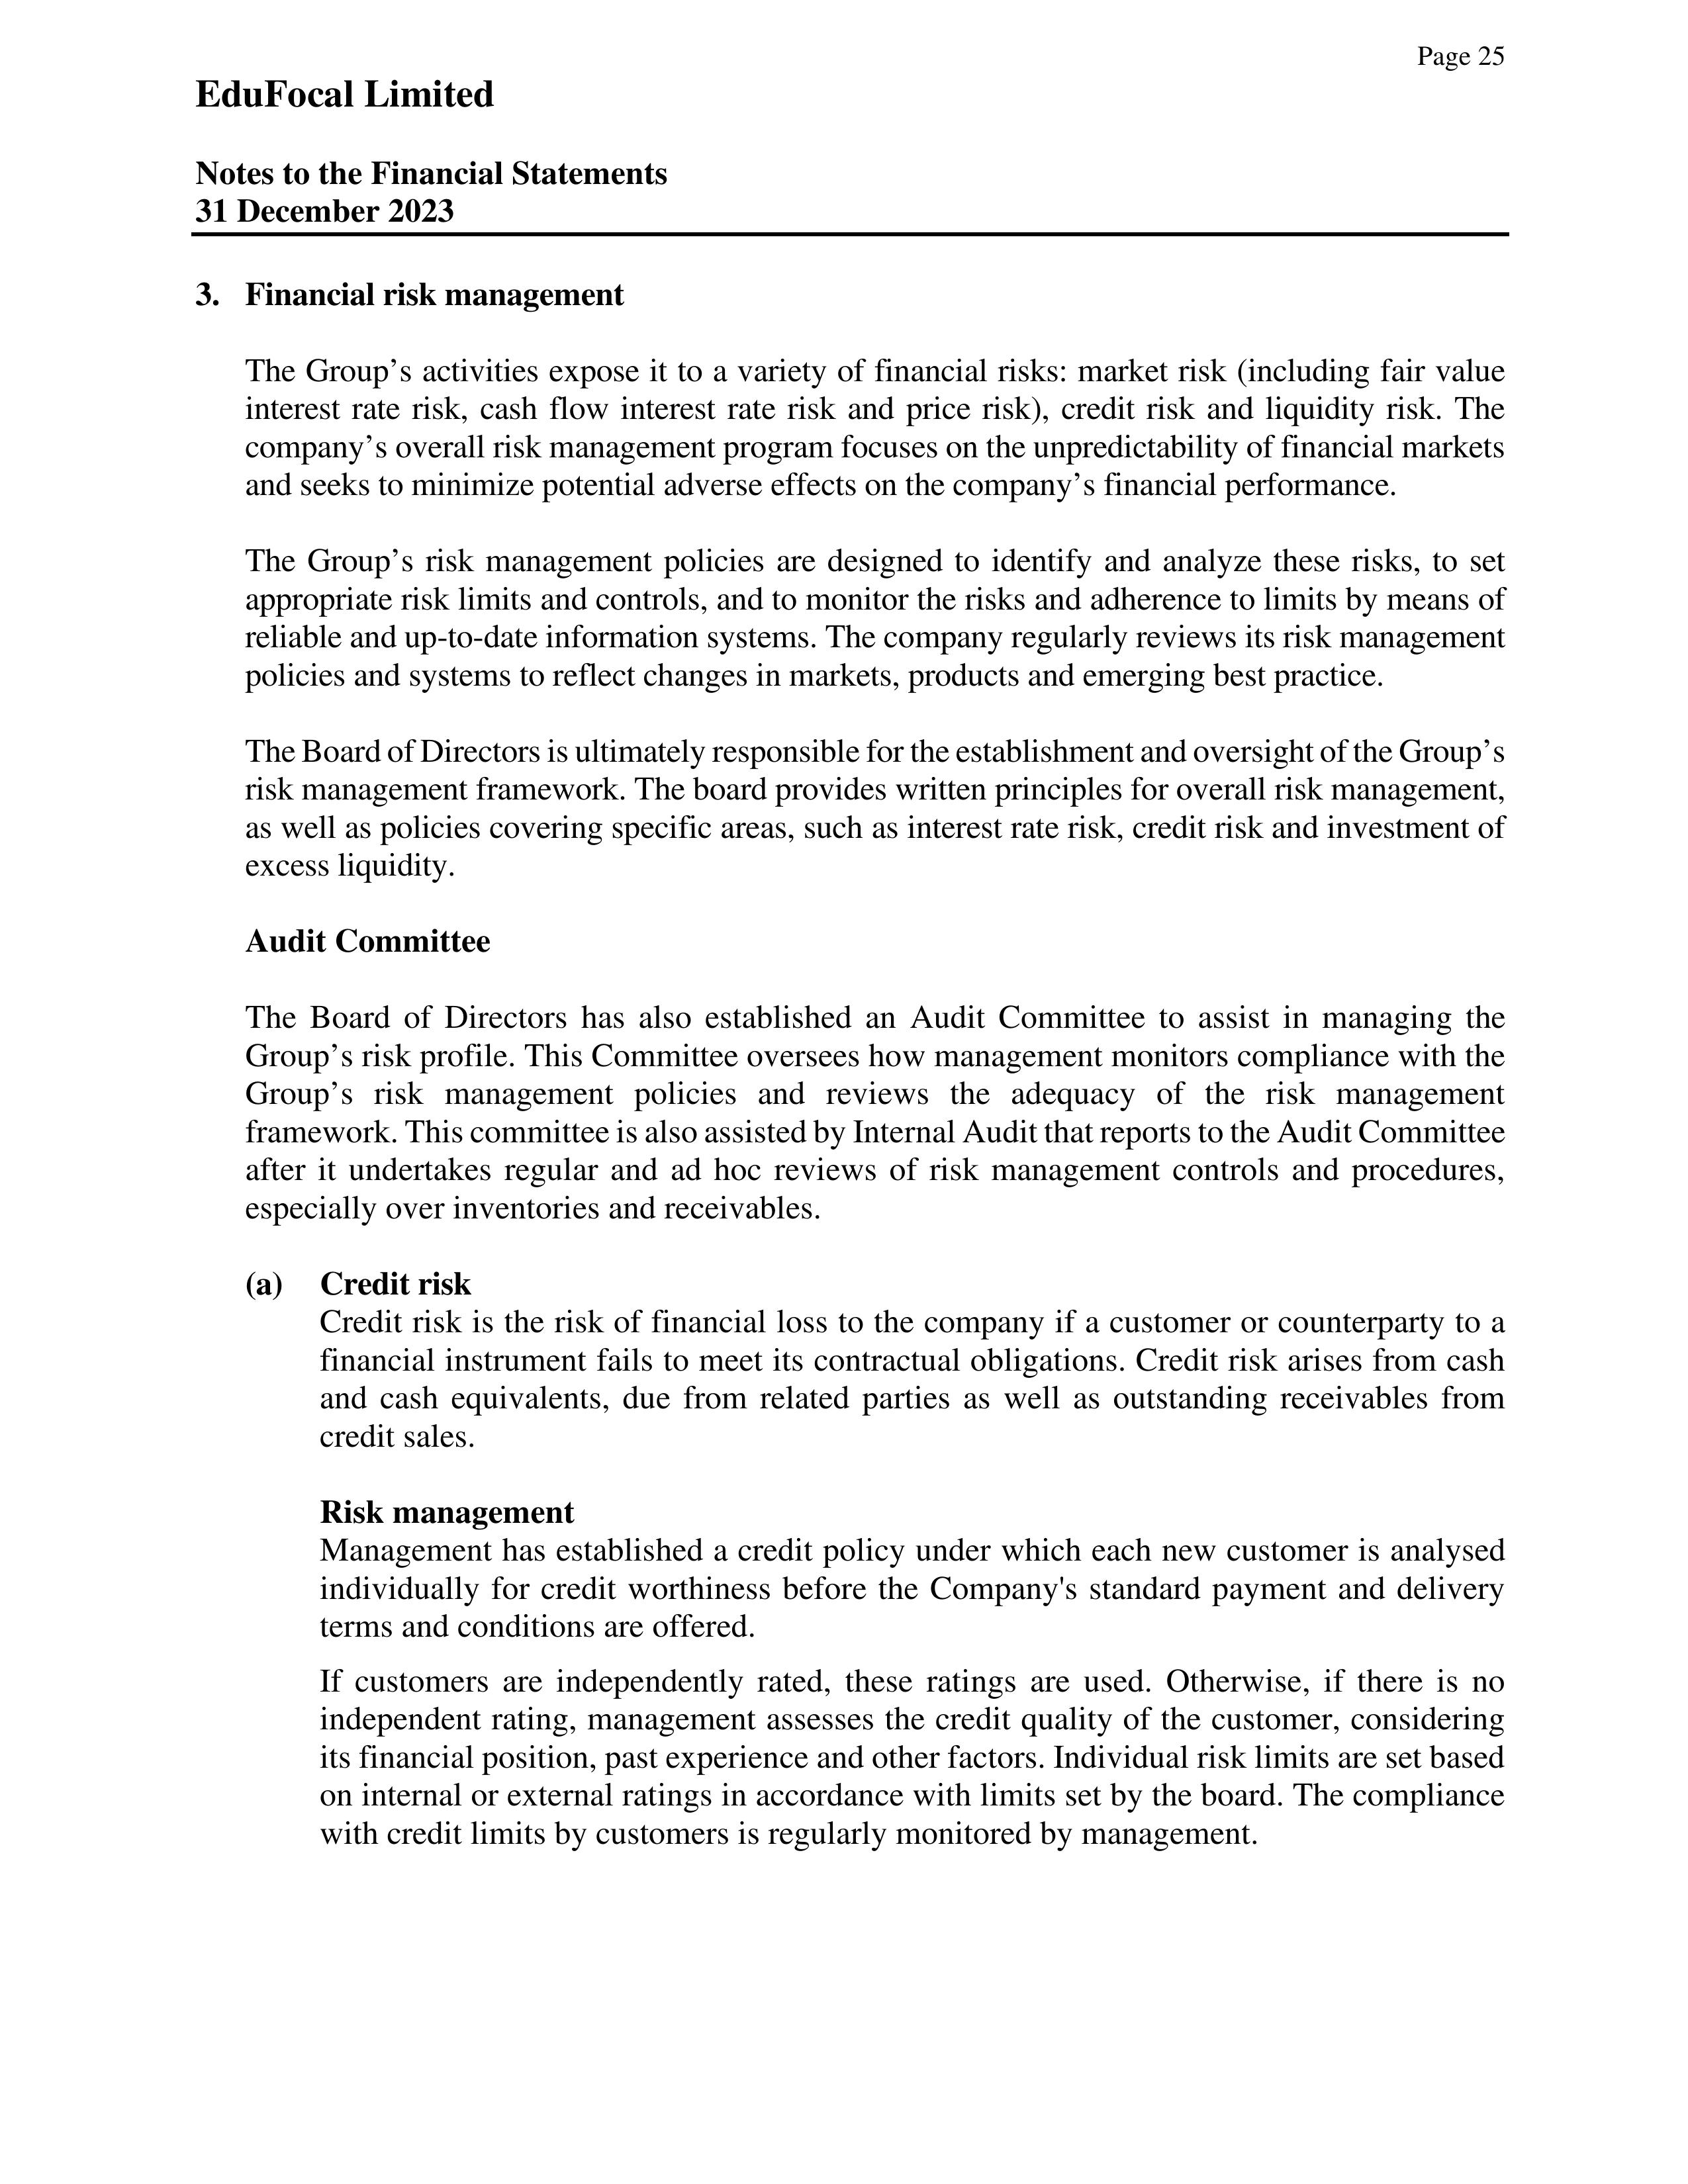 Page 25
EduFocal Limited
Notes to the Financial Statements
31 December 2023
3. Financial risk management
The Group’s activities expose it to a variety of financial risks: market risk (including fair value
interest rate risk, cash flow interest rate risk and price risk), credit risk and liquidity risk. The
company’s overall risk management program focuses on the unpredictability of financial markets
and seeks to minimize potential adverse effects on the company’s financial performance.
The Group’s risk management policies are designed to identify and analyze these risks, to set
appropriate risk limits and controls, and to monitor the risks and adherence to limits by means of
reliable and up-to-date information systems. The company regularly reviews its risk management
policies and systems to reflect changes in markets, products and emerging best practice.
The Board of Directors is ultimately responsible for the establishment and oversight of the Group’s
risk management framework. The board provides written principles for overall risk management,
as well as policies covering specific areas, such as interest rate risk, credit risk and investment of
excess liquidity.
Audit Committee
The Board of Directors has also established an Audit Committee to assist in managing the
Group’s risk profile. This Committee oversees how management monitors compliance with the
Group’s risk management policies and reviews the adequacy of the risk management
framework. This committee is also assisted by Internal Audit that reports to the Audit Committee
after it undertakes regular and ad hoc reviews of risk management controls and procedures,
especially over inventories and receivables.
(a) Credit risk
Credit risk is the risk of financial loss to the company if a customer or counterparty to a
financial instrument fails to meet its contractual obligations. Credit risk arises from cash
and cash equivalents, due from related parties as well as outstanding receivables from
credit sales.
Risk management
Management has established a credit policy under which each new customer is analysed
individually for credit worthiness before the Company's standard payment and delivery
terms and conditions are offered.
If customers are independently rated, these ratings are used. Otherwise, if there is no
independent rating, management assesses the credit quality of the customer, considering
its financial position, past experience and other factors. Individual risk limits are set based
on internal or external ratings in accordance with limits set by the board. The compliance
with credit limits by customers is regularly monitored by management.